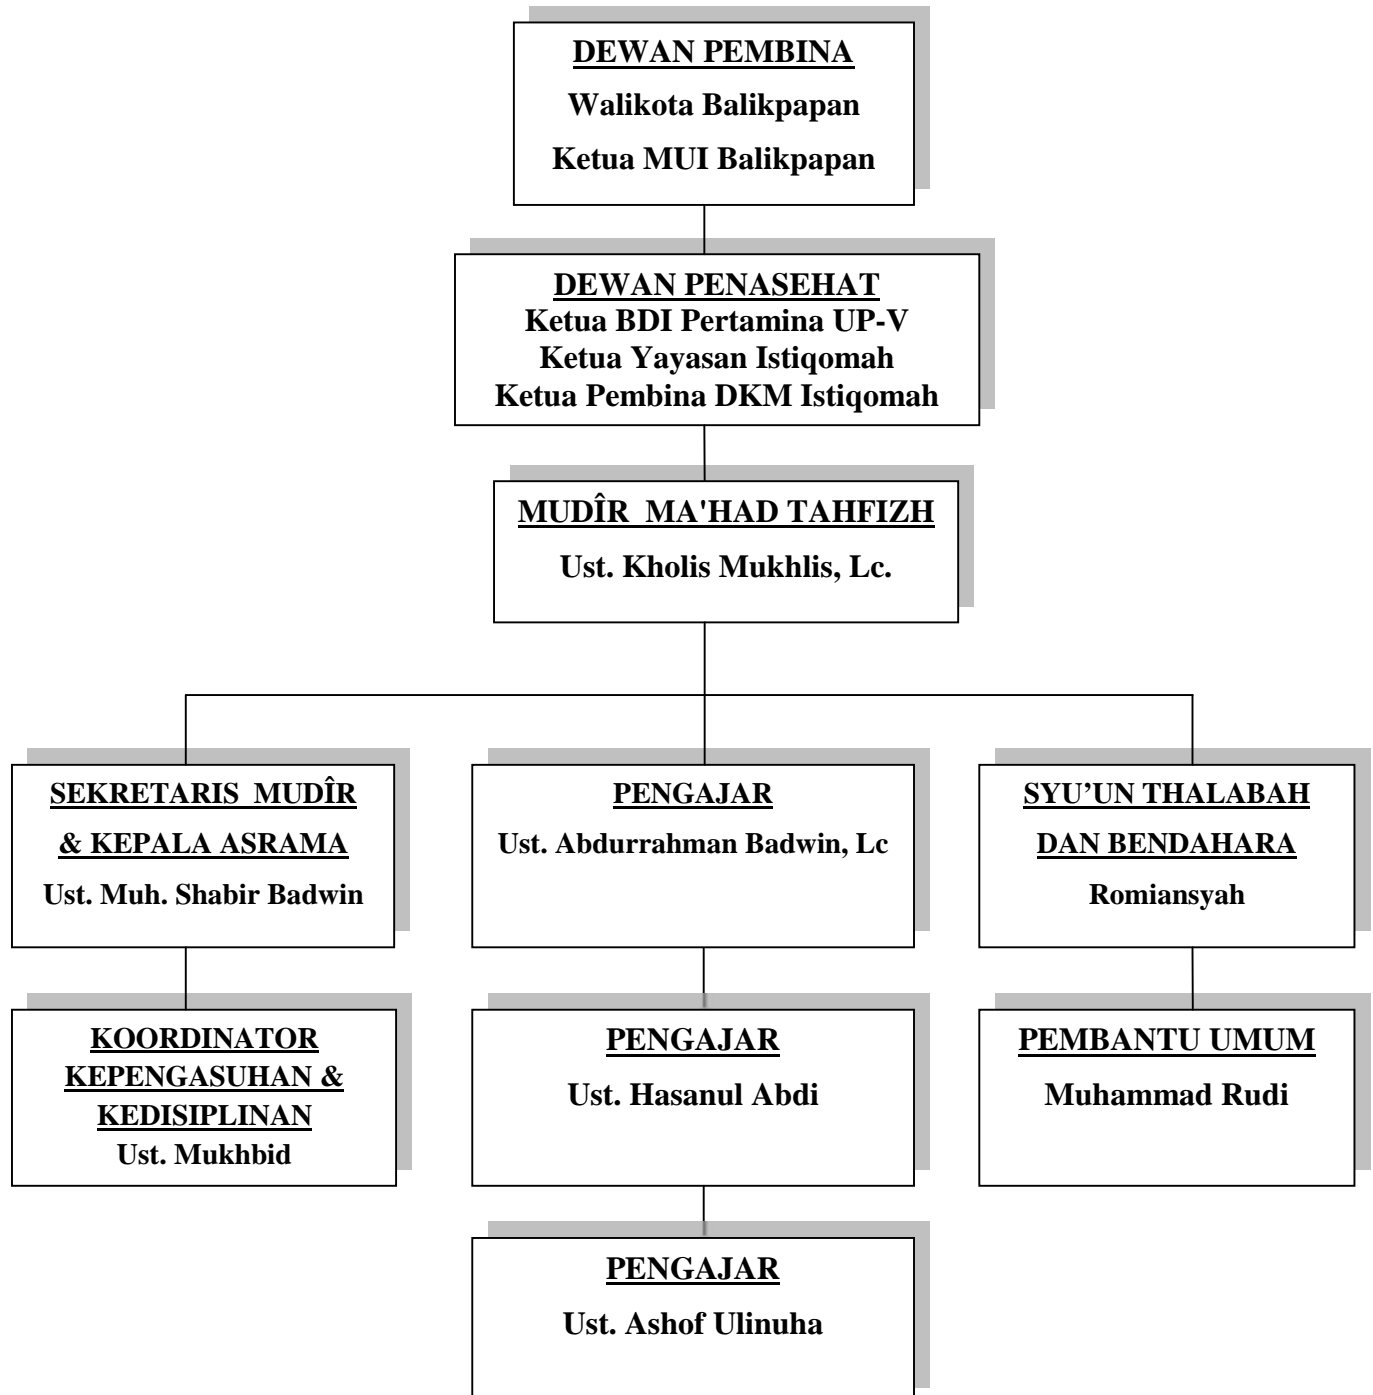 DEWAN PEMBINA
Walikota Balikpapan
Ketua MUI Balikpapan
DEWAN PENASEHAT
Ketua BDI Pertamina UP-V
Ketua Yayasan Istiqomah
Ketua Pembina DKM Istiqomah
MUDÎR MA'HAD TAHFIZH
Ust. Kholis Mukhlis, Lc.
SEKRETARIS MUDÎR
& KEPALA ASRAMA
Ust. Muh. Shabir Badwin
PENGAJAR
Ust. Abdurrahman Badwin, Lc
SYU’UN THALABAH
DAN BENDAHARA
Romiansyah
KOORDINATOR
KEPENGASUHAN &
KEDISIPLINAN
Ust. Mukhbid
PENGAJAR
Ust. Hasanul Abdi
PEMBANTU UMUM
Muhammad Rudi
PENGAJAR
Ust. Ashof Ulinuha